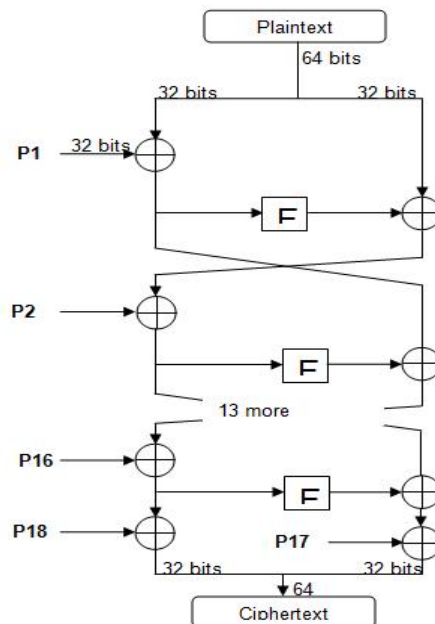 Plaintext
64 bits
32 bits 32 bits
P1 32 bits
F
P2
F
13 more
P16
F
P18 P17
32 bits 32 bits
64
Ciphertext